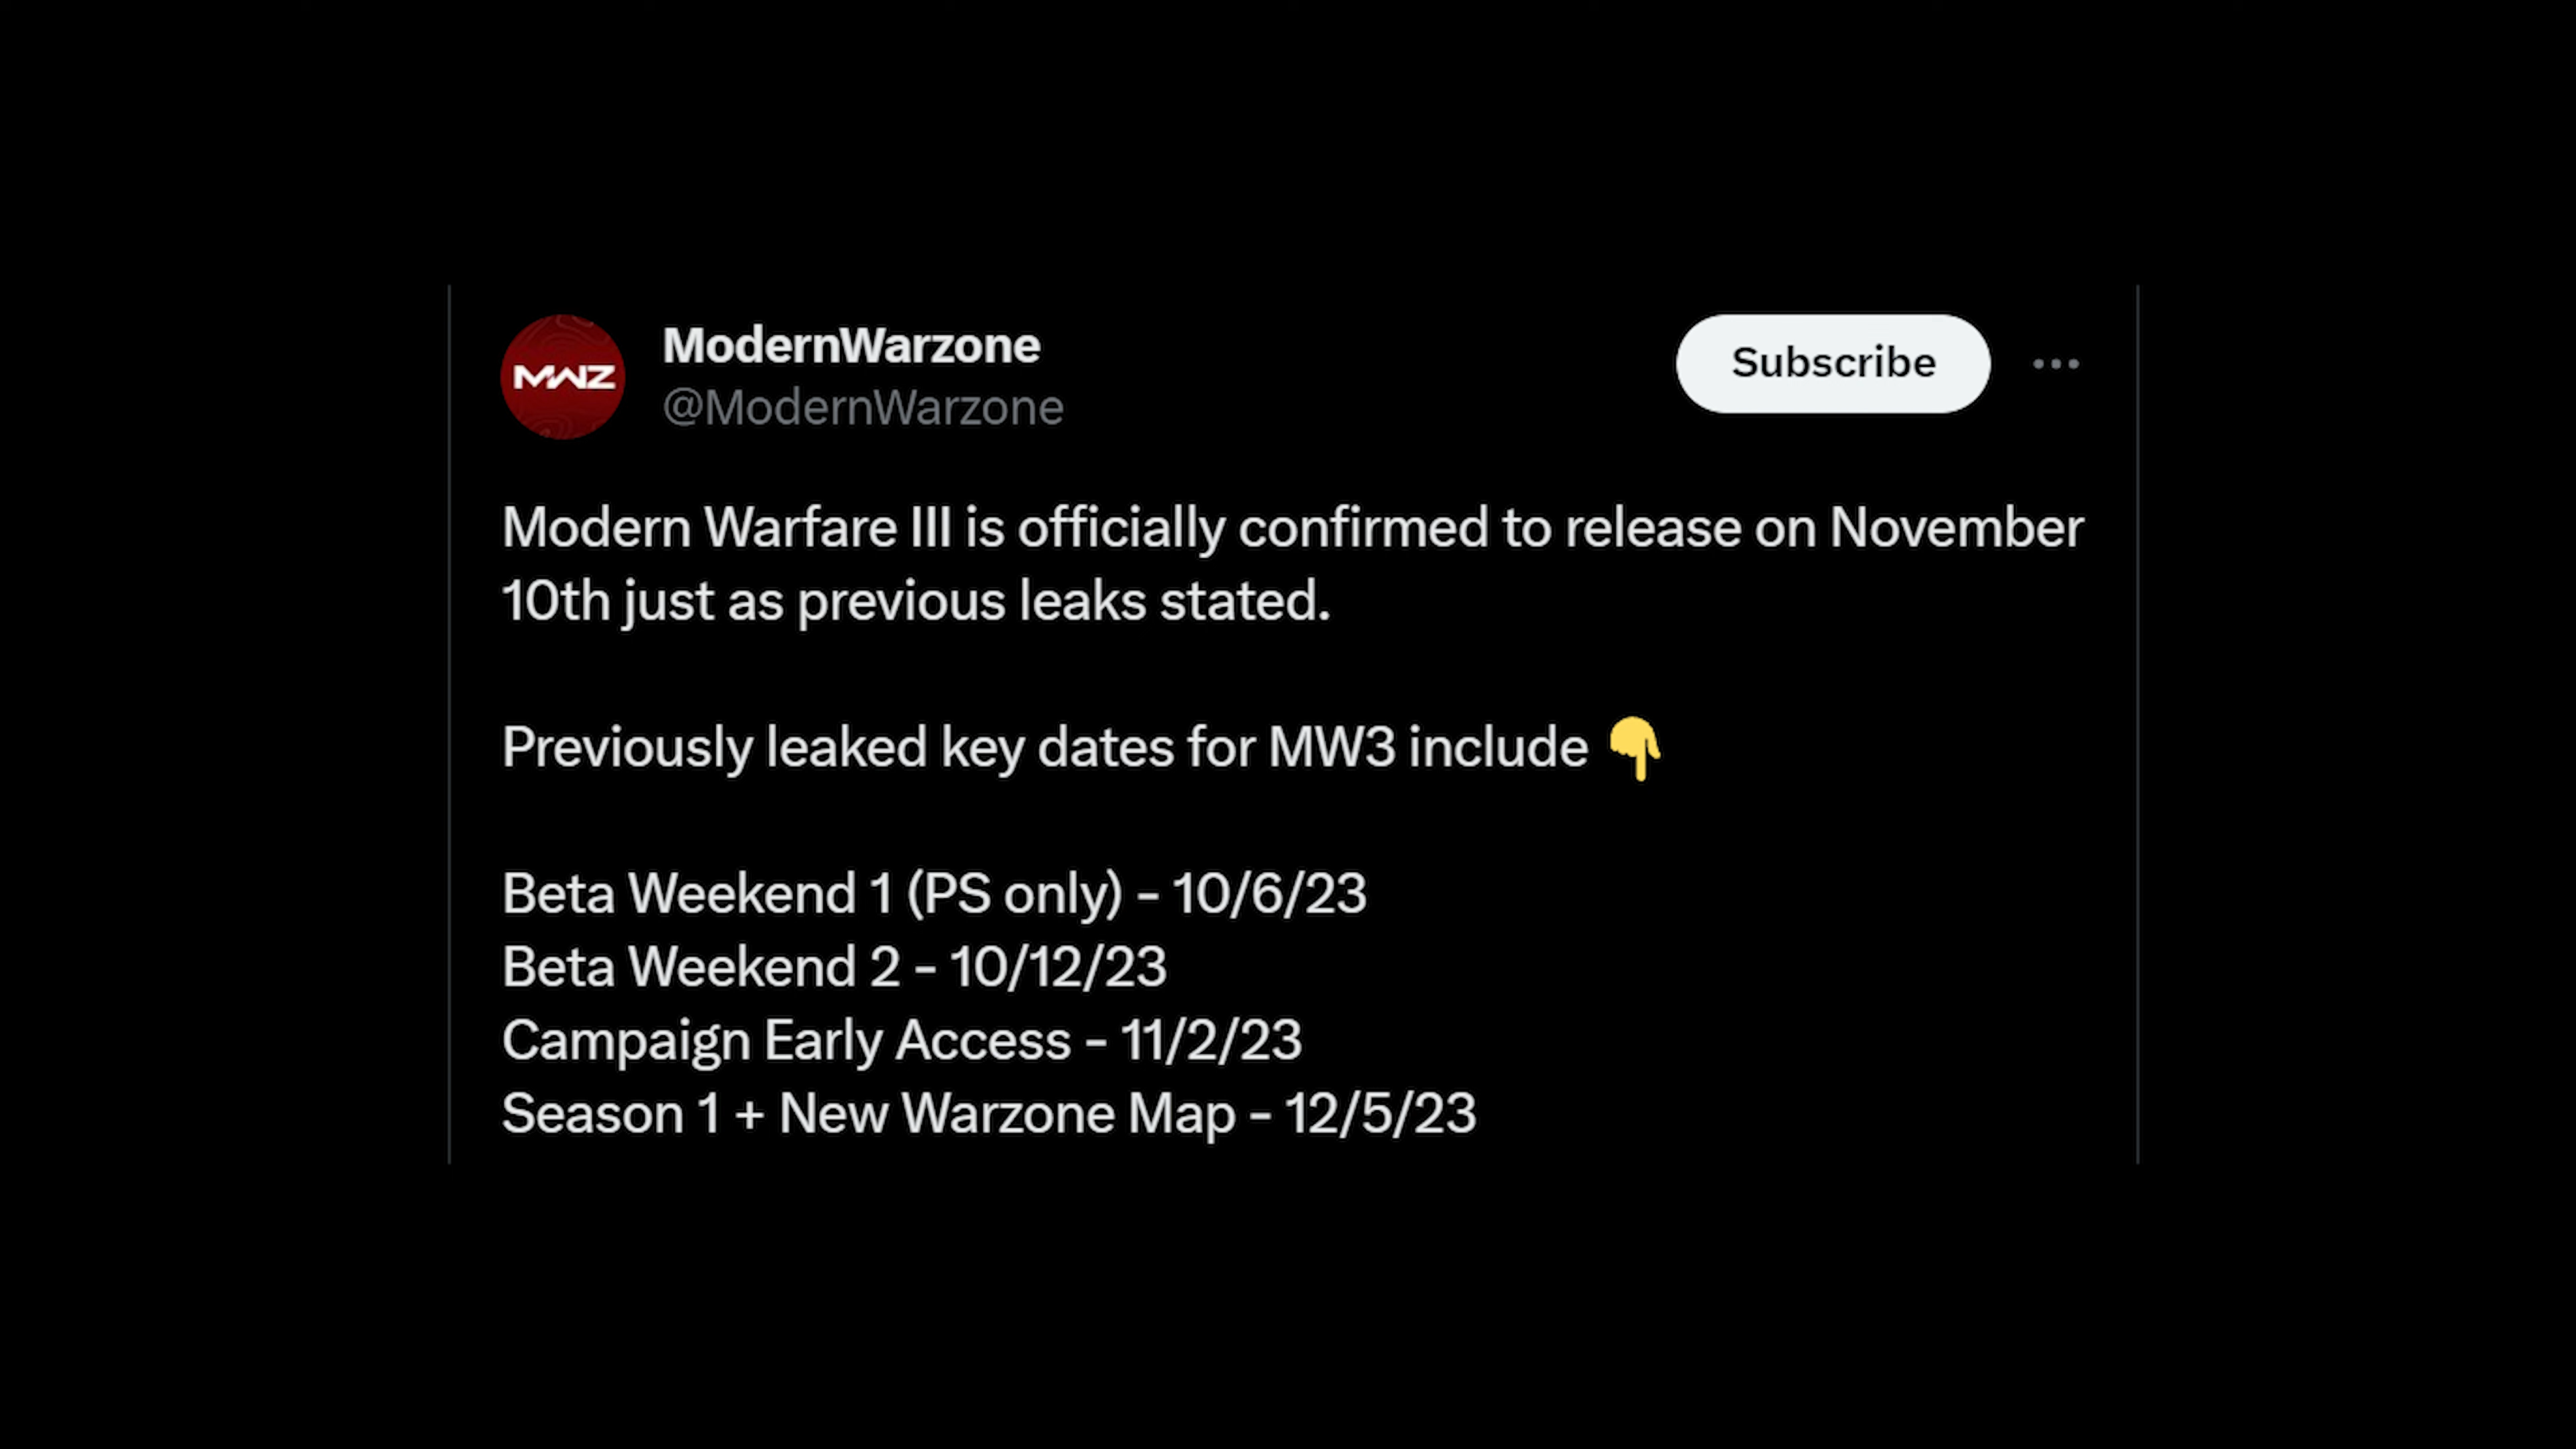 MWZ
ModernWarzone
@ModernWarzone
Subscribe
Modern Warfare III is officially confirmed to release on November
10th just as previous leaks stated.
Previously leaked key dates for MW3 include 👇
Beta Weekend 1 (PS only) - 10/6/23
Beta Weekend 2 - 10/12/23
Campaign Early Access - 11/2/23
Season 1 + New Warzone Map - 12/5/23